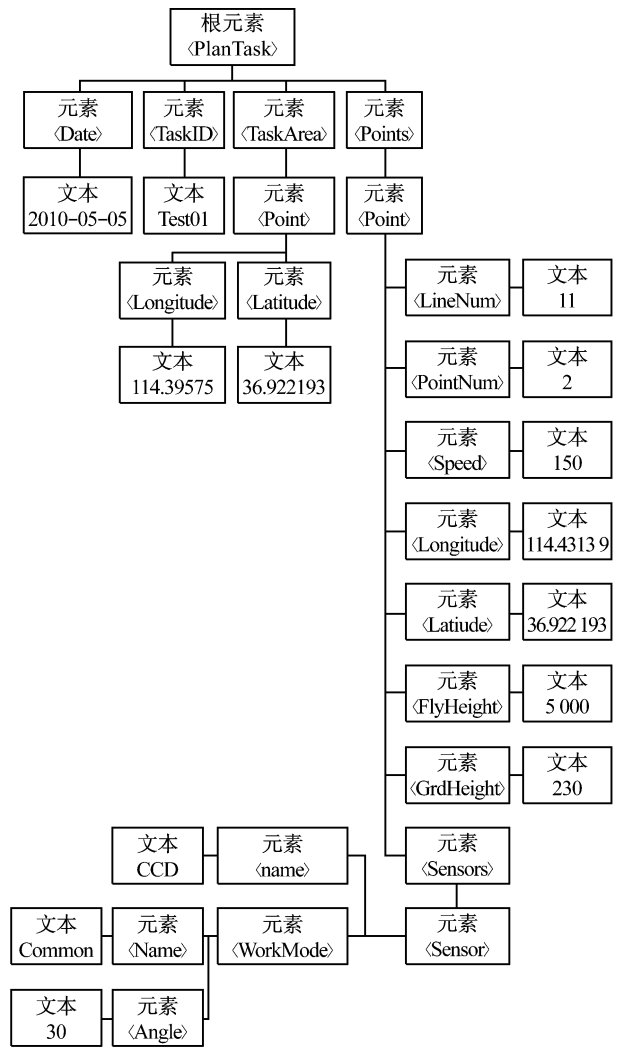 根元素
〈PlanTask〉
元素
〈Date〉
元素
〈TaskID〉
元素
〈TaskArea〉
元素
〈Points〉
文本
2010-05-05
文本
Test01
元素
〈Point〉
元素
〈Point〉
元素
〈Longitude〉
元素
〈Latitude〉
文本
114.39575
文本
36.922193
元素
〈LineNum〉
文本
11
元素
〈PointNum〉
文本
2
元素
〈Speed〉
文本
150
元素
〈Longitude〉
文本
114.4313 9
元素
〈Latiude〉
文本
36.922 193
元素
〈FlyHeight〉
文本
5 000
元素
〈GrdHeight〉
文本
230
文本
CCD
元素
〈name〉
元素
〈Sensors〉
文本
Common
元素
〈Name〉
元素
〈WorkMode〉
元素
〈Sensor〉
文本
30
元素
〈Angle〉